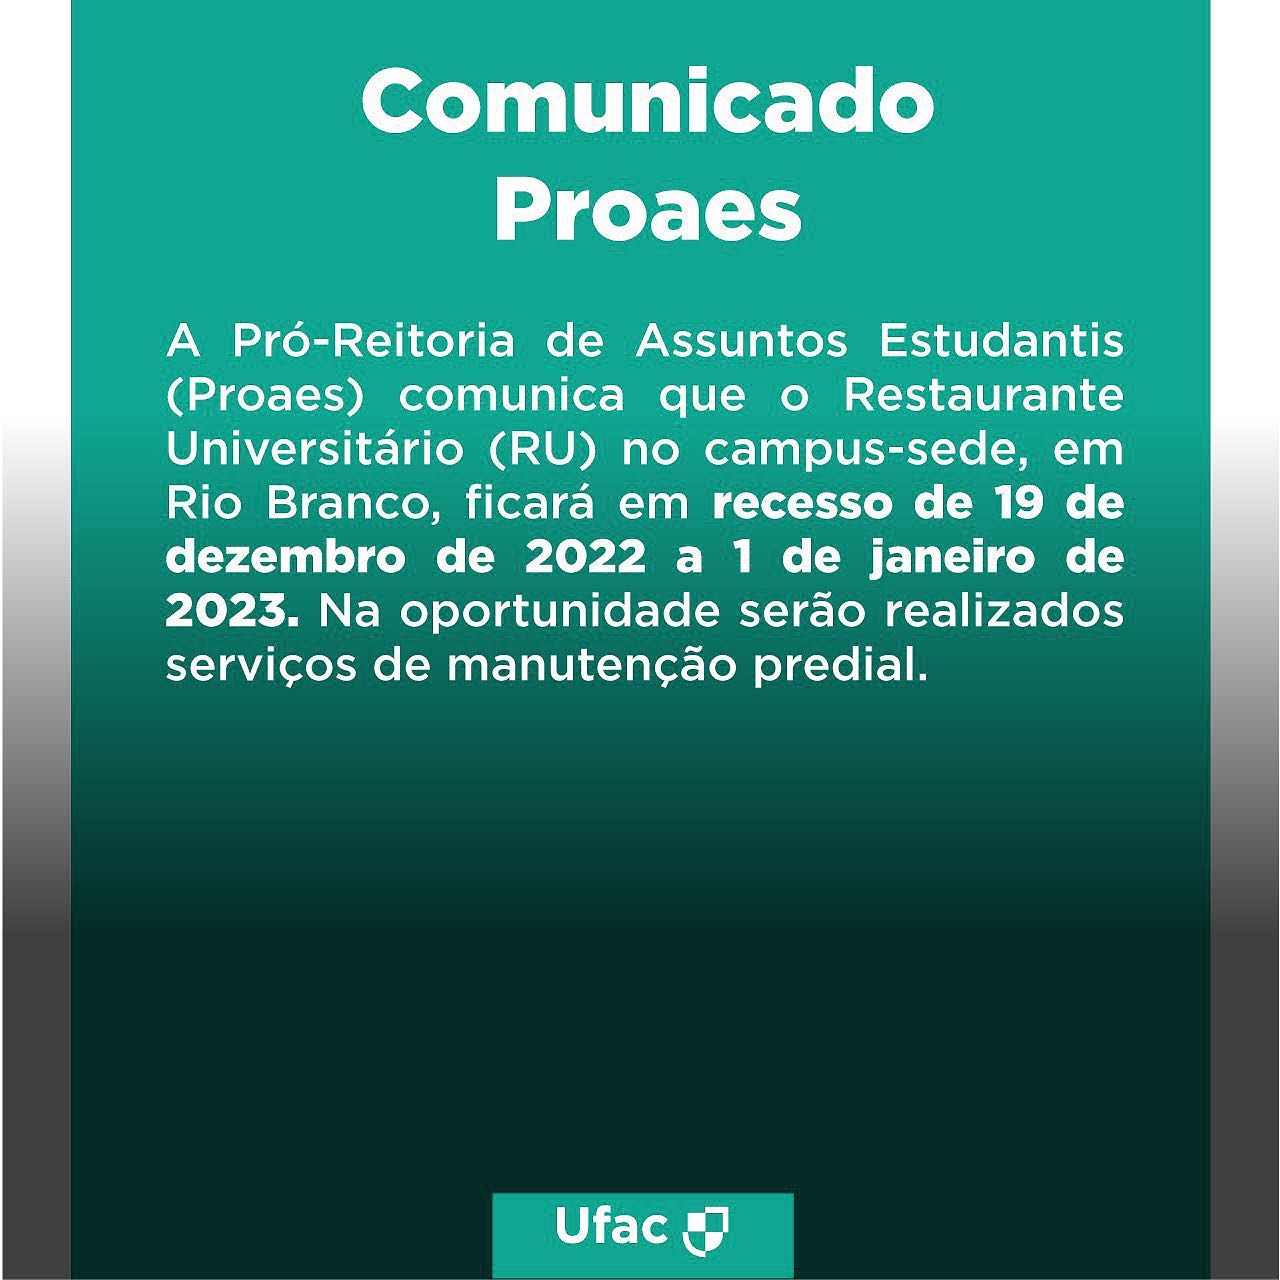 Comunicado
Proaes
A Pró-Reitoria de Assuntos Estudantis
(Proaes) comunica que o Restaurante
Universitário (RU) no campus-sede, em
Rio Branco, ficará em recesso de 19 de
dezembro de 2022 a 1 de janeiro de
2023. Na oportunidade serão realizados
serviços de manutenção predial.
Ufac